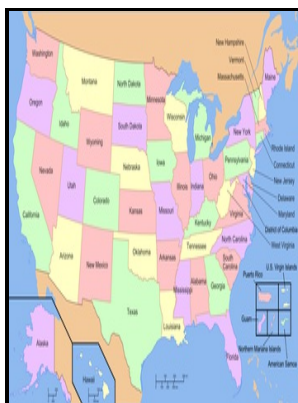 New Hampshire
Vermont
Massachusetts
Washington
Montana
North Dakota
Minnesota
Maine
Oregon
Idaho
Wyoming
South Dakota
Wisconsin
Michigan
New York
Rhode Island
Connecticut
New Jersey
Delaware
Maryland
District of Columbia
West Virginia
Nevada
Utah
Colorado
Nebraska
Iowa
Illinois
Indiana
Ohio
Pennsylvania
California
Kansas
Missouri
Kentucky
Virginia
Arizona
New Mexico
Oklahoma
Arkansas
Tennessee
North Carolina
South Carolina
Texas
Louisiana
Mississippi
Alabama
Georgia
Florida
Alaska
Hawaii
Puerto Rico
U.S. Virgin Islands
Guam
Northern Mariana Islands
American Samoa